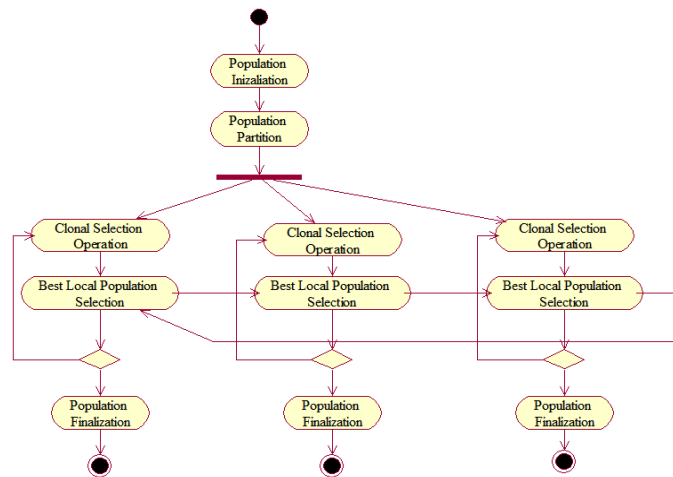 Population
Inizaliation
Population
Partition
Clonal Selection
Operation
Clonal Selection
Operation
Clonal Selection
Operation
Best Local Population
Selection
Best Local Population
Selection
Best Local Population
Selection
Population
Finalization
Population
Finalization
Population
Finalization